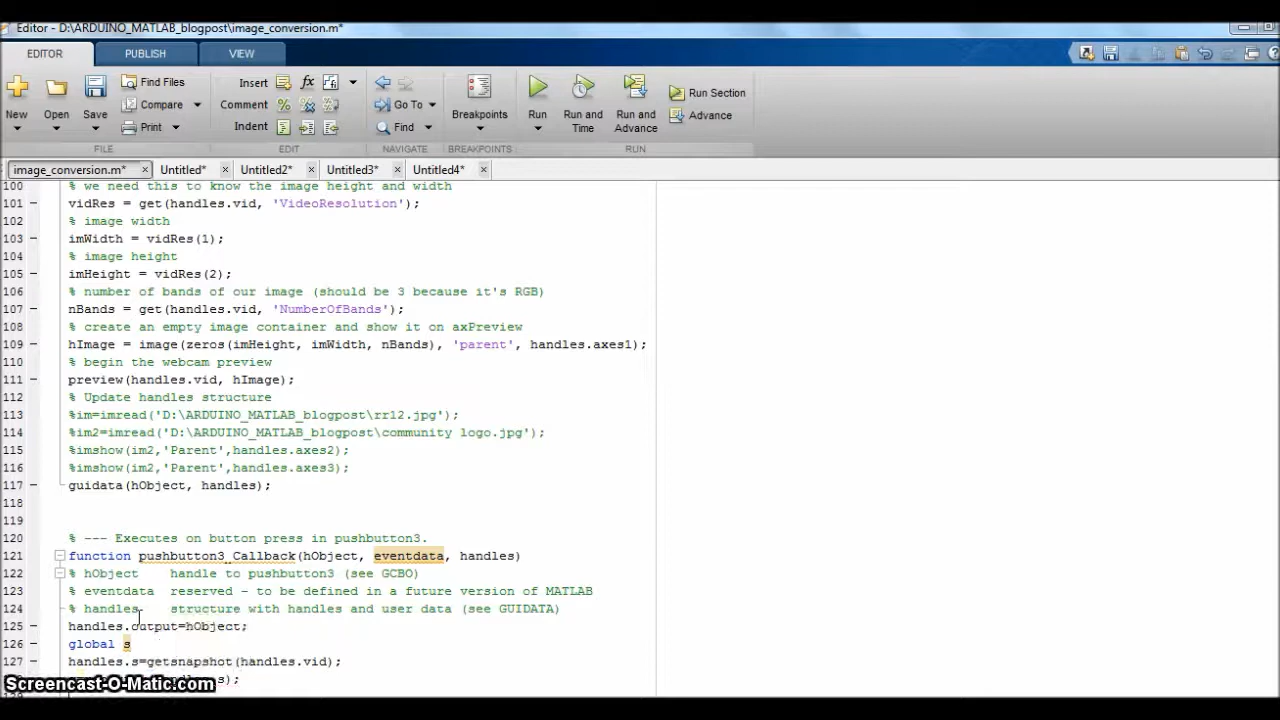 Editor - D:\ARDUINO_MATLAB_blogpost\image_conversion.m*
EDITOR PUBLISH VIEW
New Open Save Find Files Compare Print
Insert fx
Comment %
Indent
Go To Find
Breakpoints
Run Run and Time Run and Advance Run Section Advance
FILE EDIT NAVIGATE BREAKPOINTS RUN
image_conversion.m* × Untitled* × Untitled2* × Untitled3* × Untitled4* ×
100 % we need this to know the image height and width
101 – vidRes = get(handles.vid, 'VideoResolution');
102 % image width
103 – imWidth = vidRes(1);
104 % image height
105 – imHeight = vidRes(2);
106 % number of bands of our image (should be 3 because it's RGB)
107 – nBands = get(handles.vid, 'NumberOfBands');
108 % create an empty image container and show it on axPreview
109 – hImage = image(zeros(imHeight, imWidth, nBands), 'parent', handles.axes1);
110 % begin the webcam preview
111 – preview(handles.vid, hImage);
112 % Update handles structure
113 %im=imread('D:\ARDUINO_MATLAB_blogpost\rr12.jpg');
114 %im2=imread('D:\ARDUINO_MATLAB_blogpost\community logo.jpg');
115 %imshow(im2,'Parent',handles.axes2);
116 %imshow(im2,'Parent',handles.axes3);
117 – guidata(hObject, handles);
118
119
120 % --- Executes on button press in pushbutton3.
121 function pushbutton3_Callback(hObject, eventdata, handles)
122 % hObject    handle to pushbutton3 (see GCBO)
123 % eventdata  reserved - to be defined in a future version of MATLAB
124 % handles    structure with handles and user data (see GUIDATA)
125 – handles.output=hObject;
126 – global s
127 – handles.s=getsnapshot(handles.vid);
Screencast-O-Matic.com